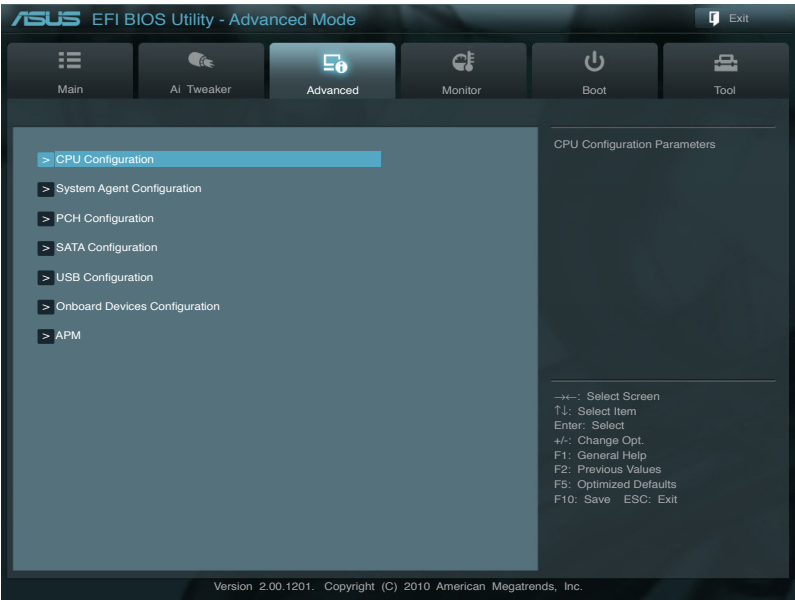 ASUS EFI BIOS Utility - Advanced Mode
Exit
Main
Ai Tweaker
Advanced
Monitor
Boot
Tool
> CPU Configuration
> System Agent Configuration
> PCH Configuration
> SATA Configuration
> USB Configuration
> Onboard Devices Configuration
> APM
CPU Configuration Parameters
→←: Select Screen
↑↓: Select Item
Enter: Select
+/-: Change Opt.
F1: General Help
F2: Previous Values
F5: Optimized Defaults
F10: Save ESC: Exit
Version 2.00.1201. Copyright (C) 2010 American Megatrends, Inc.